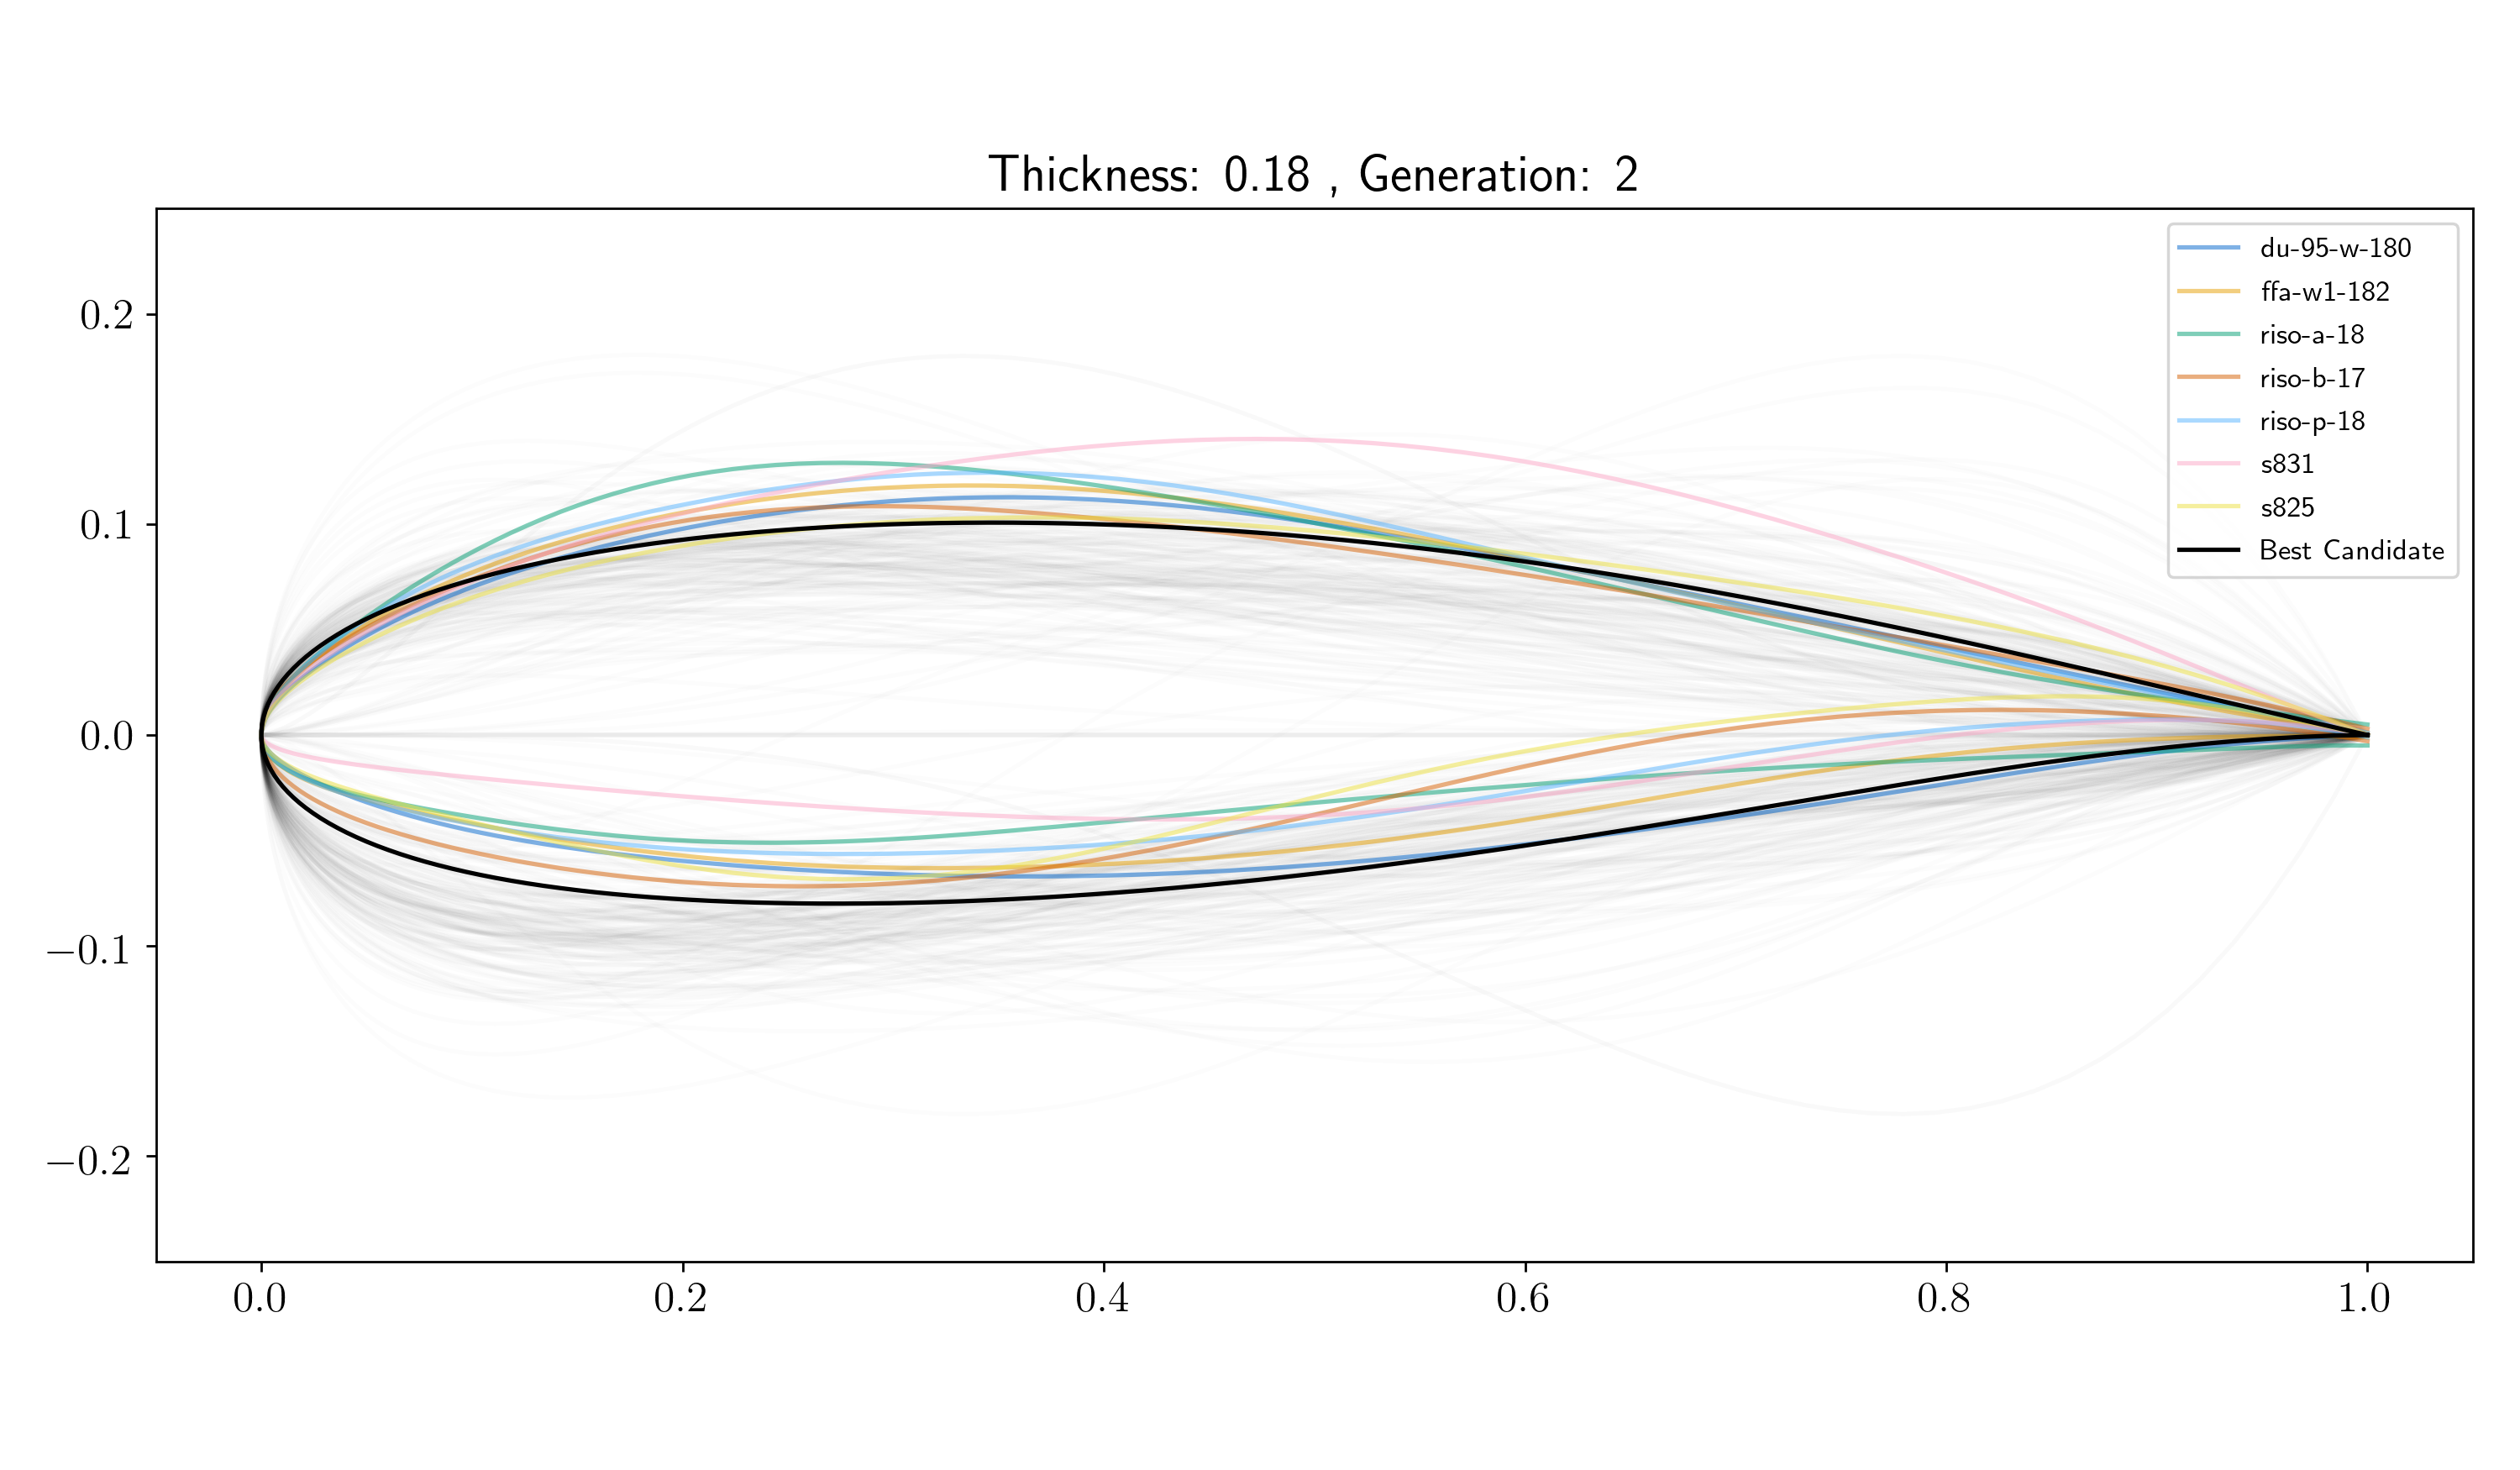 Thickness: 0.18 , Generation: 2
du-95-w-180
ffa-w1-182
riso-a-18
riso-b-17
riso-p-18
s831
s825
Best Candidate
0.2
0.1
0.0
−0.1
−0.2
0.0 0.2 0.4 0.6 0.8 1.0